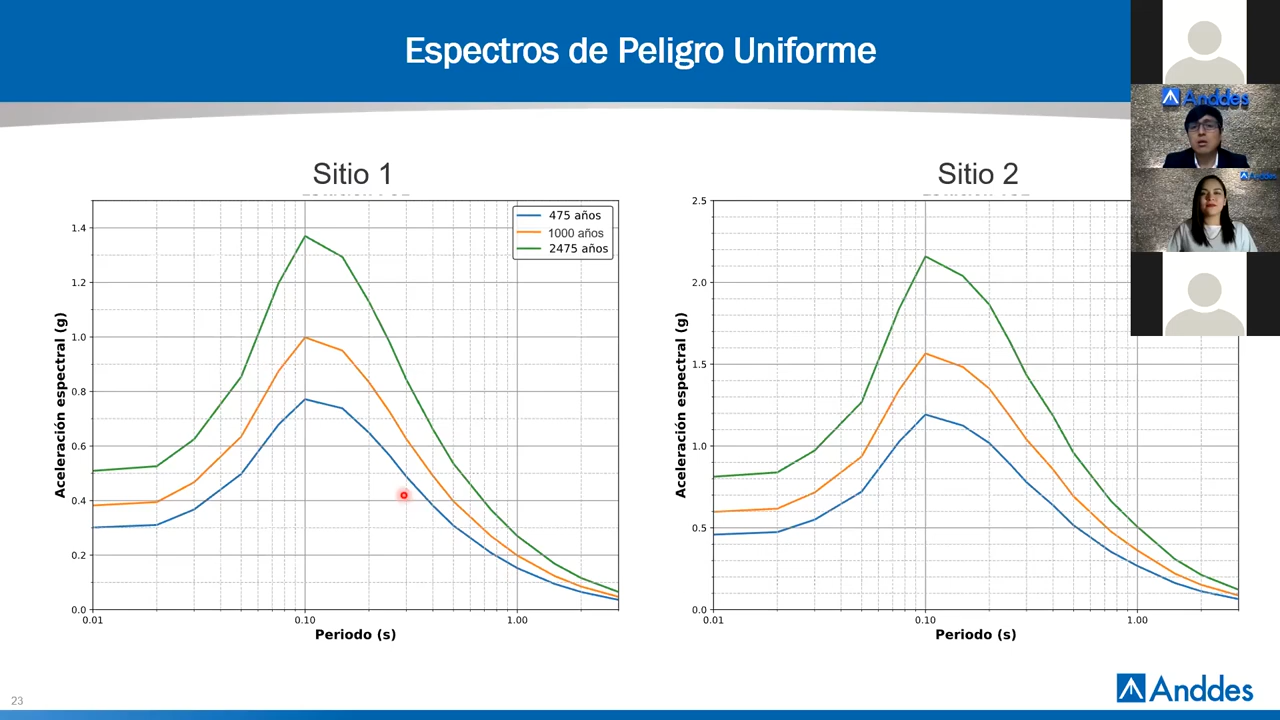 Espectros de Peligro Uniforme
Anddes
Anddes
Sitio 1
Sitio 2
475 años
1000 años
2475 años
Aceleración espectral (g)
1.4
1.2
1.0
0.8
0.6
0.4
0.2
0.0
0.01
0.10
1.00
Periodo (s)
Aceleración espectral (g)
2.5
2.0
1.5
1.0
0.5
0.0
0.01
0.10
1.00
Periodo (s)
23
Anddes